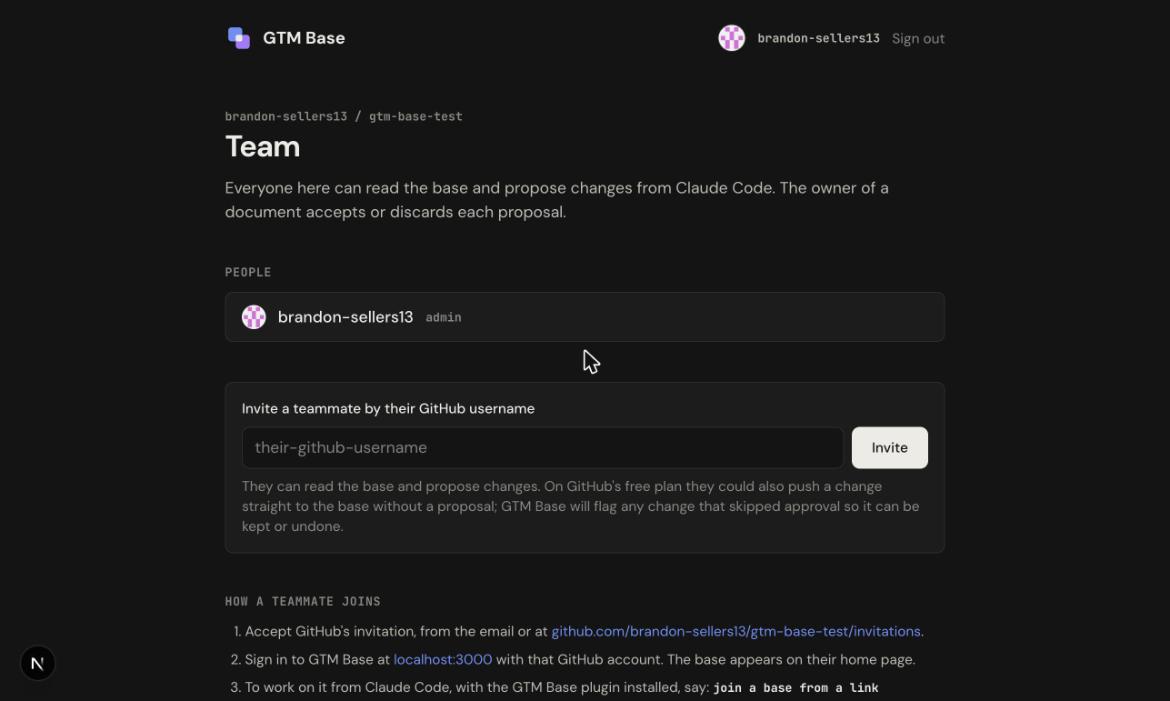 GTM Base
brandon-sellers13 Sign out
brandon-sellers13 / gtm-base-test
Team
Everyone here can read the base and propose changes from Claude Code. The owner of a
document accepts or discards each proposal.
PEOPLE
brandon-sellers13 admin
Invite a teammate by their GitHub username
their-github-username
Invite
They can read the base and propose changes. On GitHub's free plan they could also push a change
straight to the base without a proposal; GTM Base will flag any change that skipped approval so it can be
kept or undone.
HOW A TEAMMATE JOINS
1. Accept GitHub's invitation, from the email or at github.com/brandon-sellers13/gtm-base-test/invitations.
2. Sign in to GTM Base at localhost:3000 with that GitHub account. The base appears on their home page.
3. To work on it from Claude Code, with the GTM Base plugin installed, say: join a base from a link
N